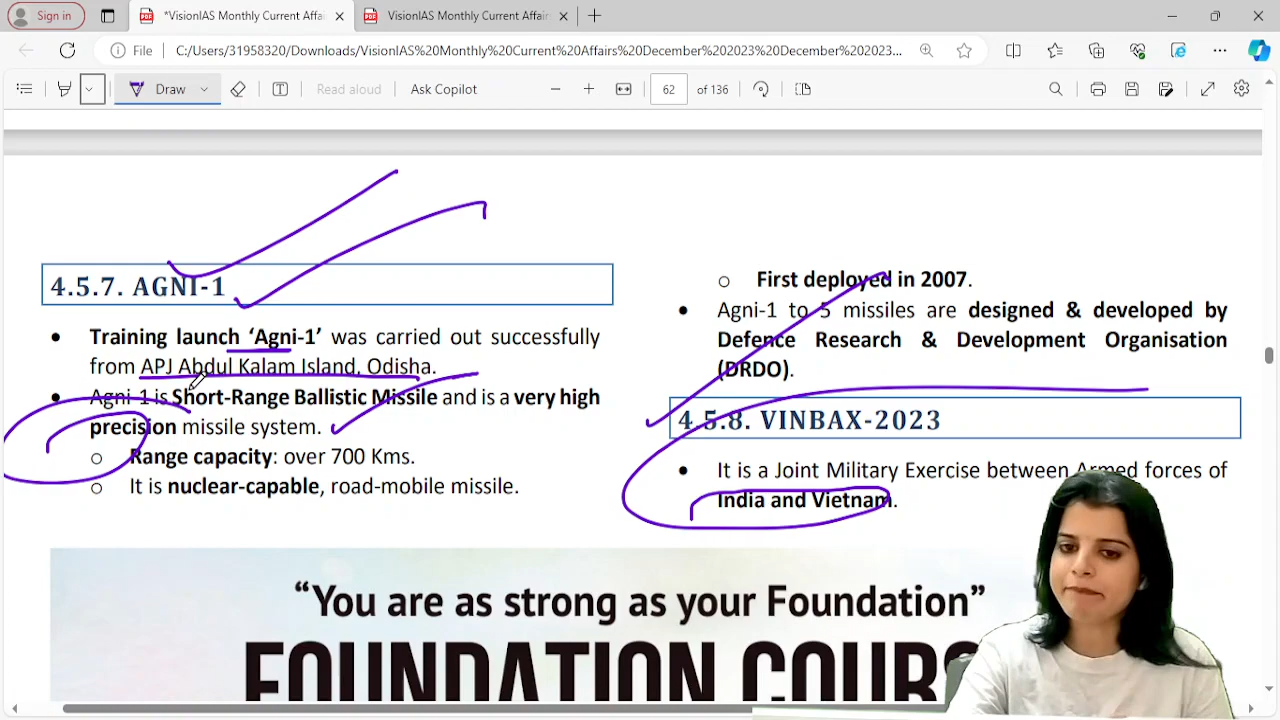 Sign in
*VisionIAS Monthly Current Affai
VisionIAS Monthly Current Affair
File
C:/Users/31958320/Downloads/VisionIAS%20Monthly%20Current%20Affairs%20December%202023%20December%202023...
Draw
Read aloud
Ask Copilot
62
of 136
4.5.7. AGNI-1
• Training launch ‘Agni-1’ was carried out successfully
from APJ Abdul Kalam Island, Odisha.
• Agni-1 is Short-Range Ballistic Missile and is a very high
precision missile system.
o Range capacity: over 700 Kms.
o It is nuclear-capable, road-mobile missile.
o First deployed in 2007.
• Agni-1 to 5 missiles are designed & developed by
Defence Research & Development Organisation
(DRDO).
4.5.8. VINBAX-2023
• It is a Joint Military Exercise between Armed forces of
India and Vietnam.
“You are as strong as your Foundation”
FOUNDATION